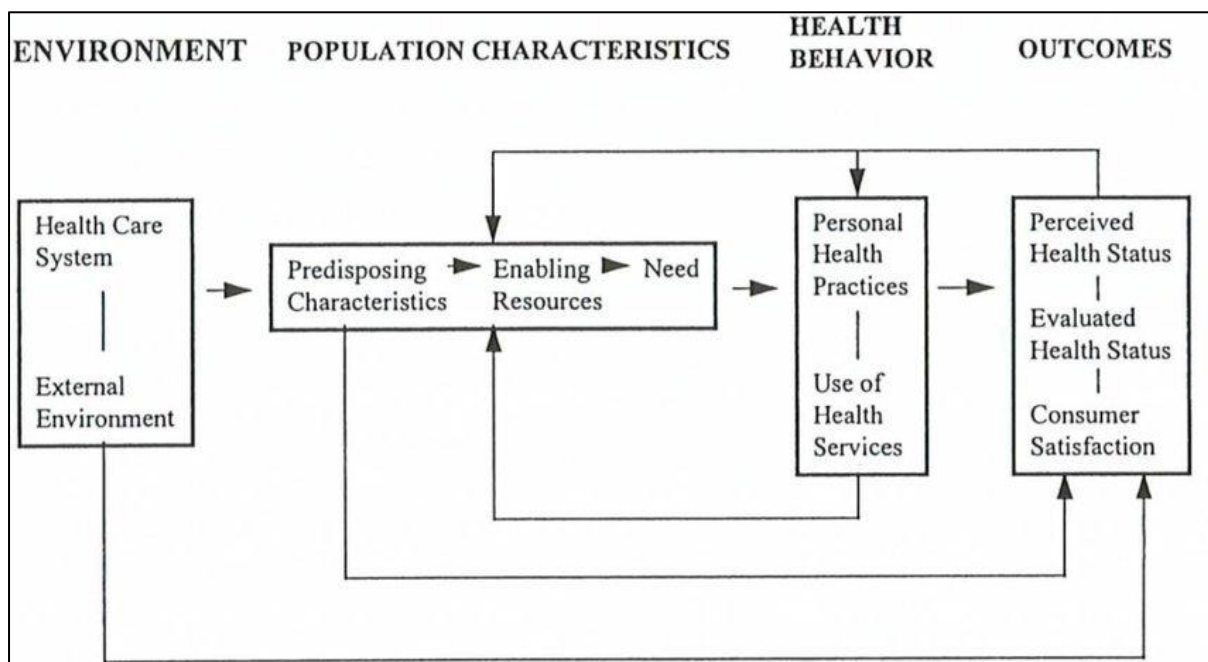 ENVIRONMENT
POPULATION CHARACTERISTICS
HEALTH
BEHAVIOR
OUTCOMES
Health Care
System
External
Environment
Predisposing
Characteristics
Enabling
Resources
Need
Personal
Health
Practices
Use of
Health
Services
Perceived
Health Status
Evaluated
Health Status
Consumer
Satisfaction